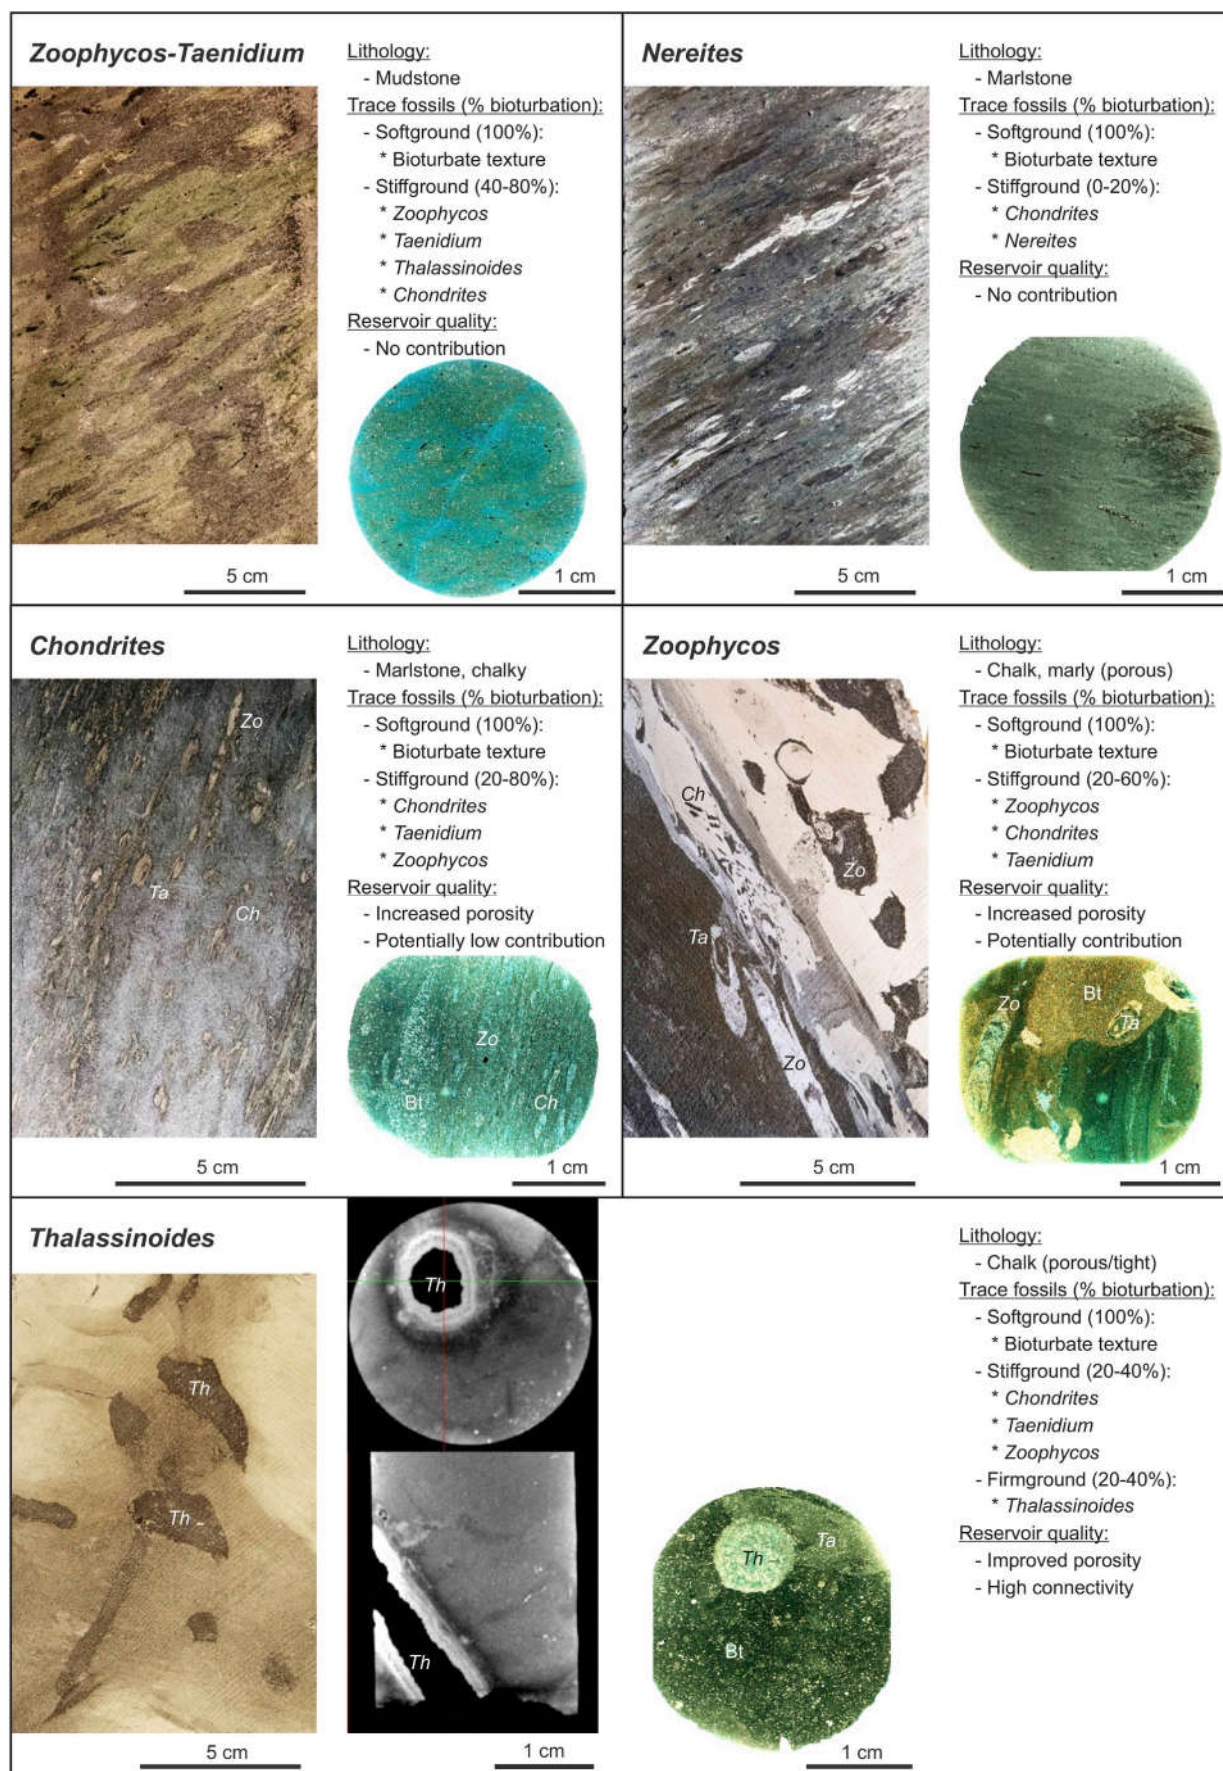 Zoophycos-Taenidium
Lithology:
- Mudstone
Trace fossils (% bioturbation):
- Softground (100%):
* Bioturbate texture
- Stiffground (40-80%):
* Zoophycos
* Taenidium
* Thalassinoides
* Chondrites
Reservoir quality:
- No contribution
5 cm
1 cm
Nereites
Lithology:
- Marlstone
Trace fossils (% bioturbation):
- Softground (100%):
* Bioturbate texture
- Stiffground (0-20%):
* Chondrites
* Nereites
Reservoir quality:
- No contribution
5 cm
1 cm
Chondrites
Zo
Ta
Ch
Lithology:
- Marlstone, chalky
Trace fossils (% bioturbation):
- Softground (100%):
* Bioturbate texture
- Stiffground (20-80%):
* Chondrites
* Taenidium
* Zoophycos
Reservoir quality:
- Increased porosity
- Potentially low contribution
Zo
Bt
Ch
5 cm
1 cm
Zoophycos
Ch
Zo
Ta
Zo
Lithology:
- Chalk, marly (porous)
Trace fossils (% bioturbation):
- Softground (100%):
* Bioturbate texture
- Stiffground (20-60%):
* Zoophycos
* Chondrites
* Taenidium
Reservoir quality:
- Increased porosity
- Potentially contribution
Zo
Bt
Ta
5 cm
1 cm
Thalassinoides
Th
Th
Th
Th
Th
Ta
Bt
Lithology:
- Chalk (porous/tight)
Trace fossils (% bioturbation):
- Softground (100%):
* Bioturbate texture
- Stiffground (20-40%):
* Chondrites
* Taenidium
* Zoophycos
- Firmground (20-40%):
* Thalassinoides
Reservoir quality:
- Improved porosity
- High connectivity
5 cm
1 cm
1 cm